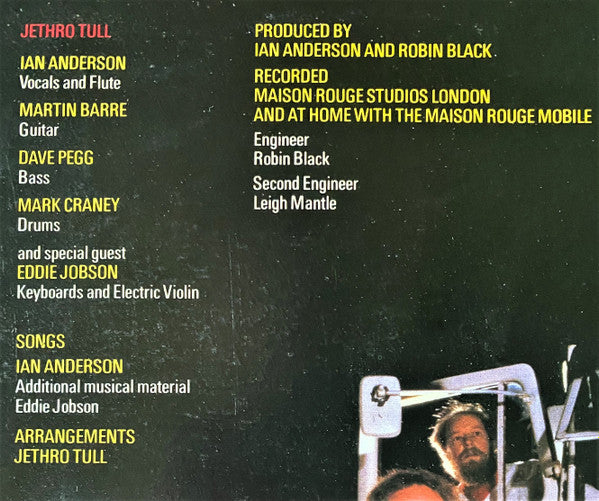 JETHRO TULL
IAN ANDERSON
Vocals and Flute
MARTIN BARRE
Guitar
DAVE PEGG
Bass
MARK CRANEY
Drums
and special guest
EDDIE JOBSON
Keyboards and Electric Violin
SONGS
IAN ANDERSON
Additional musical material
Eddie Jobson
ARRANGEMENTS
JETHRO TULL
PRODUCED BY
IAN ANDERSON AND ROBIN BLACK
RECORDED
MAISON ROUGE STUDIOS LONDON
AND AT HOME WITH THE MAISON ROUGE MOBILE
Engineer
Robin Black
Second Engineer
Leigh Mantle